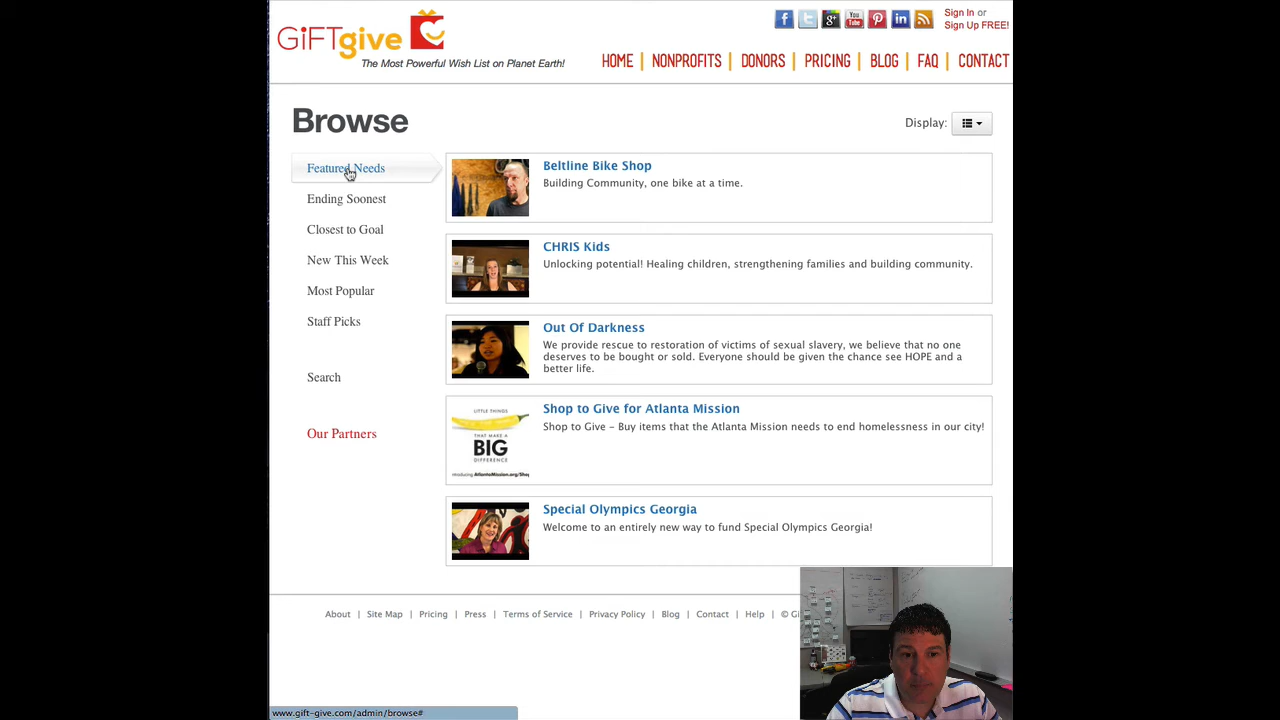 GiFTgive
The Most Powerful Wish List on Planet Earth!
Sign In or
Sign Up FREE!
HOME | NONPROFITS | DONORS | PRICING | BLOG | FAQ | CONTACT
Browse
Display:
Featured Needs
Ending Soonest
Closest to Goal
New This Week
Most Popular
Staff Picks
Search
Our Partners
Beltline Bike Shop
Building Community, one bike at a time.
CHRIS Kids
Unlocking potential! Healing children, strengthening families and building community.
Out Of Darkness
We provide rescue to restoration of victims of sexual slavery, we believe that no one
deserves to be bought or sold. Everyone should be given the chance see HOPE and a
better life.
LITTLE THINGS
THAT MAKE A
BIG
DIFFERENCE
Shop to Give for Atlanta Mission
Shop to Give – Buy items that the Atlanta Mission needs to end homelessness in our city!
Special Olympics Georgia
Welcome to an entirely new way to fund Special Olympics Georgia!
About | Site Map | Pricing | Press | Terms of Service | Privacy Policy | Blog | Contact | Help |
www.gift-give.com/admin/browse#